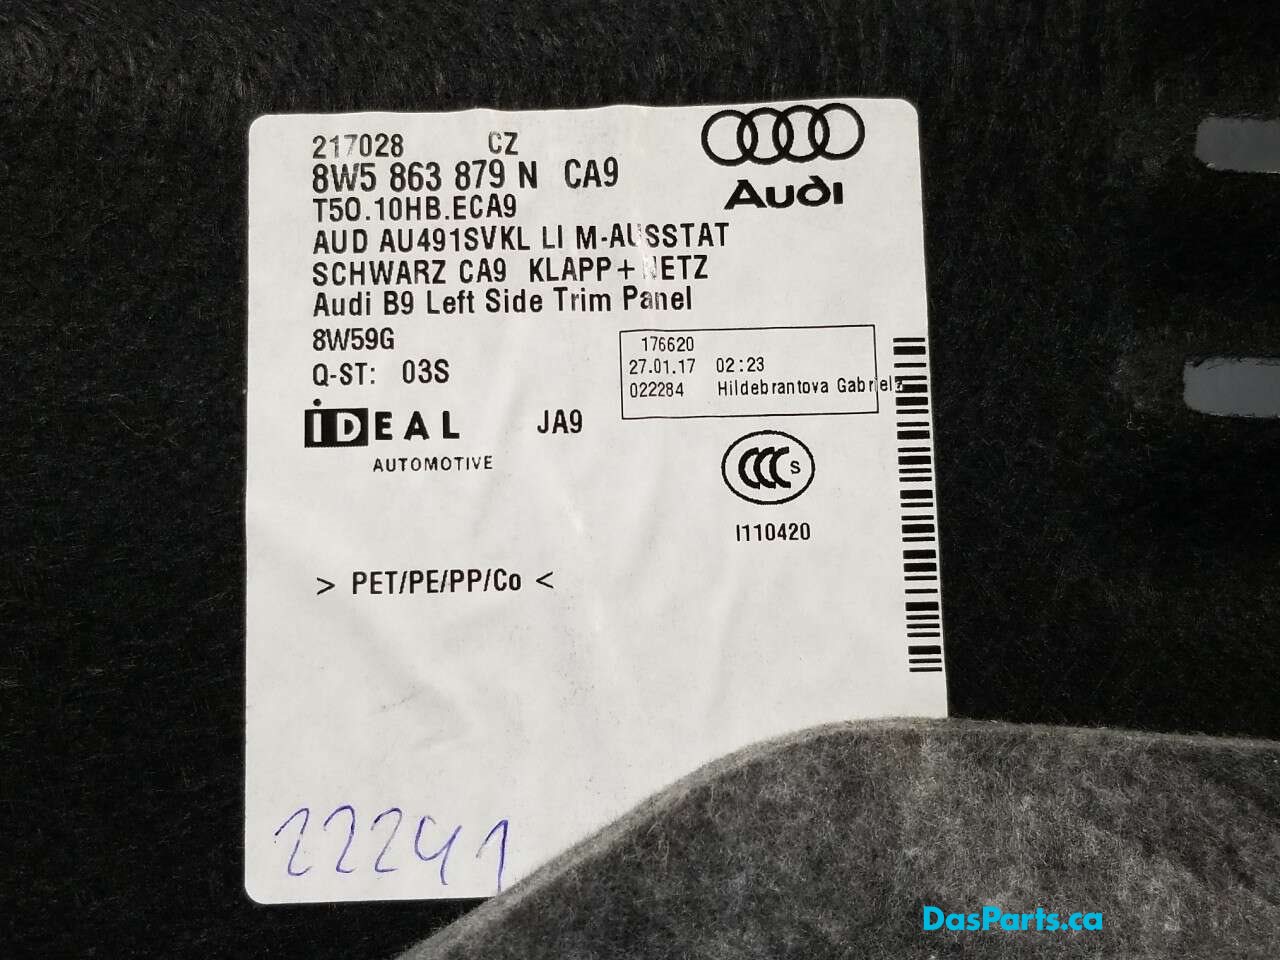 217028 CZ
8W5 863 879 N CA9
T50.10HB.ECA9
AUD AU491SVKL LI M-AUSSTAT
SCHWARZ CA9 KLAPP+NETZ
Audi B9 Left Side Trim Panel
8W59G
Q-ST: 03S
Audi
176620
27.01.17 02:23
022284 Hildebrantova Gabriela
IDEAL
AUTOMOTIVE
JA9
CCC S
I110420
> PET/PE/PP/Co <
22241
DasParts.ca